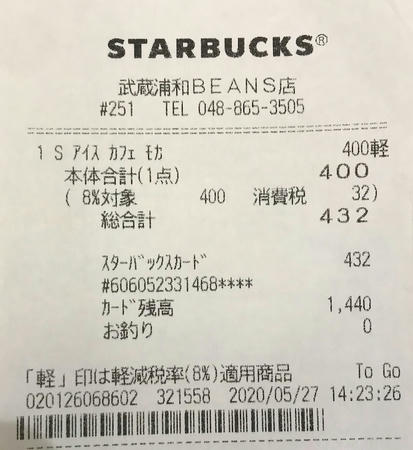 STARBUCKS®
武蔵浦和BEANS店
#251 TEL 048-865-3505
1 S アイス カフェ モカ 400軽
本体合計(1点) 400
( 8%対象 400 消費税 32)
総合計 432
スターバックスカード 432
#606052331468****
カード残高 1,440
お釣り 0
「軽」印は軽減税率(8%)適用商品 To Go
020126068602 321558 2020/05/27 14:23:26